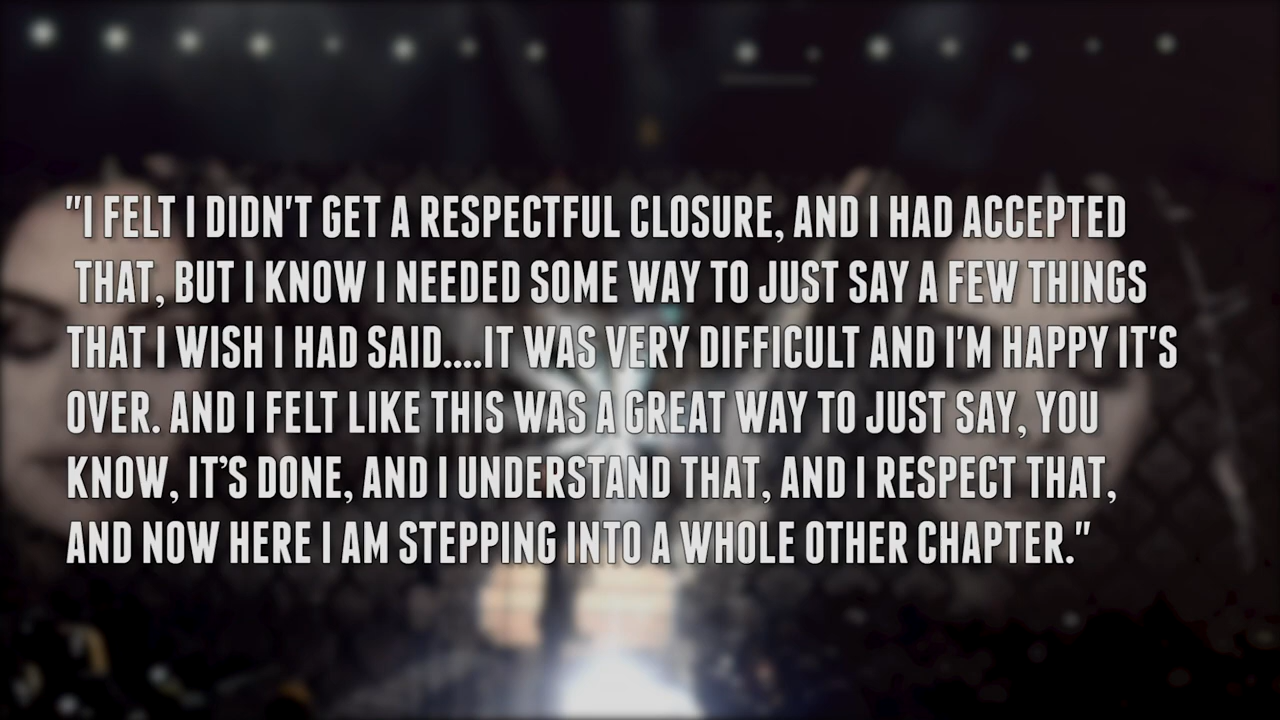 "I FELT I DIDN'T GET A RESPECTFUL CLOSURE, AND I HAD ACCEPTED
THAT, BUT I KNOW I NEEDED SOME WAY TO JUST SAY A FEW THINGS
THAT I WISH I HAD SAID....IT WAS VERY DIFFICULT AND I'M HAPPY IT'S
OVER. AND I FELT LIKE THIS WAS A GREAT WAY TO JUST SAY, YOU
KNOW, IT’S DONE, AND I UNDERSTAND THAT, AND I RESPECT THAT,
AND NOW HERE I AM STEPPING INTO A WHOLE OTHER CHAPTER."